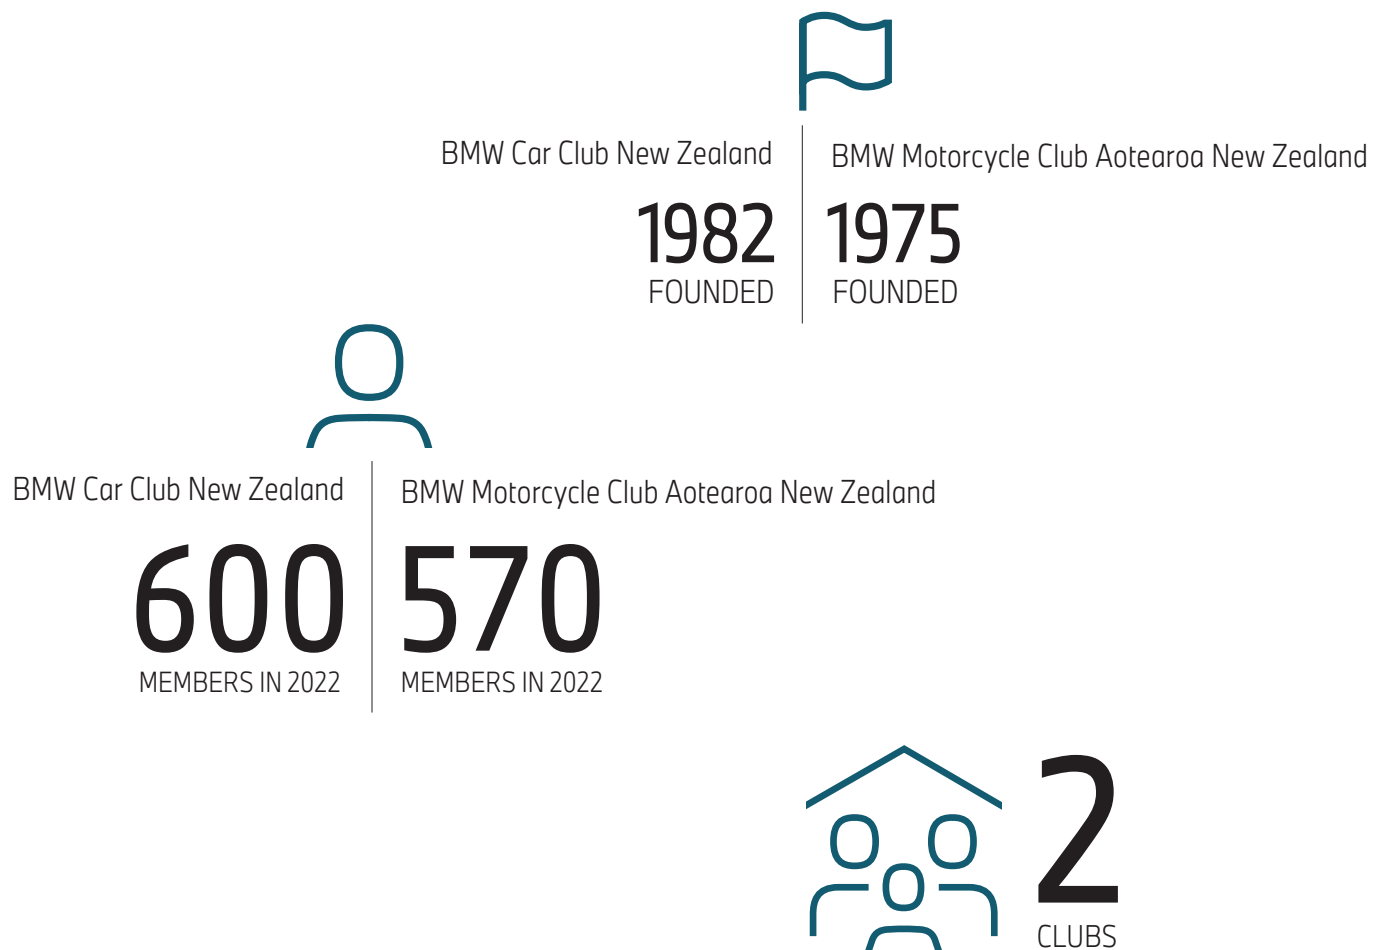 BMW Car Club New Zealand
1982
FOUNDED
BMW Motorcycle Club Aotearoa New Zealand
1975
FOUNDED
BMW Car Club New Zealand
600
MEMBERS IN 2022
BMW Motorcycle Club Aotearoa New Zealand
570
MEMBERS IN 2022
2
CLUBS